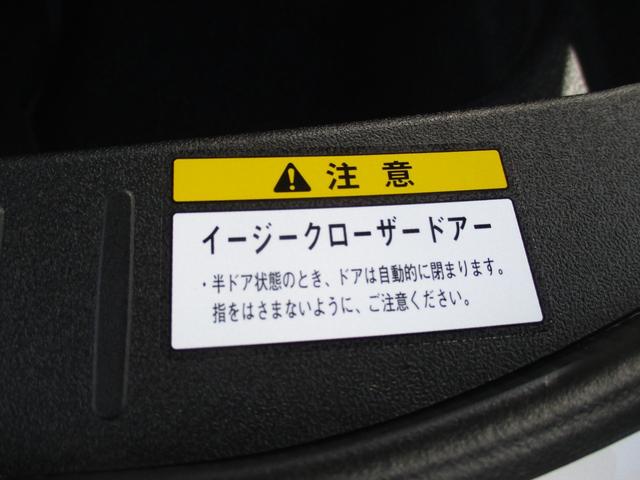 注意
イージークローザードアー
・半ドア状態のとき、ドアは自動的に閉まります。
指をはさまないように、ご注意ください。